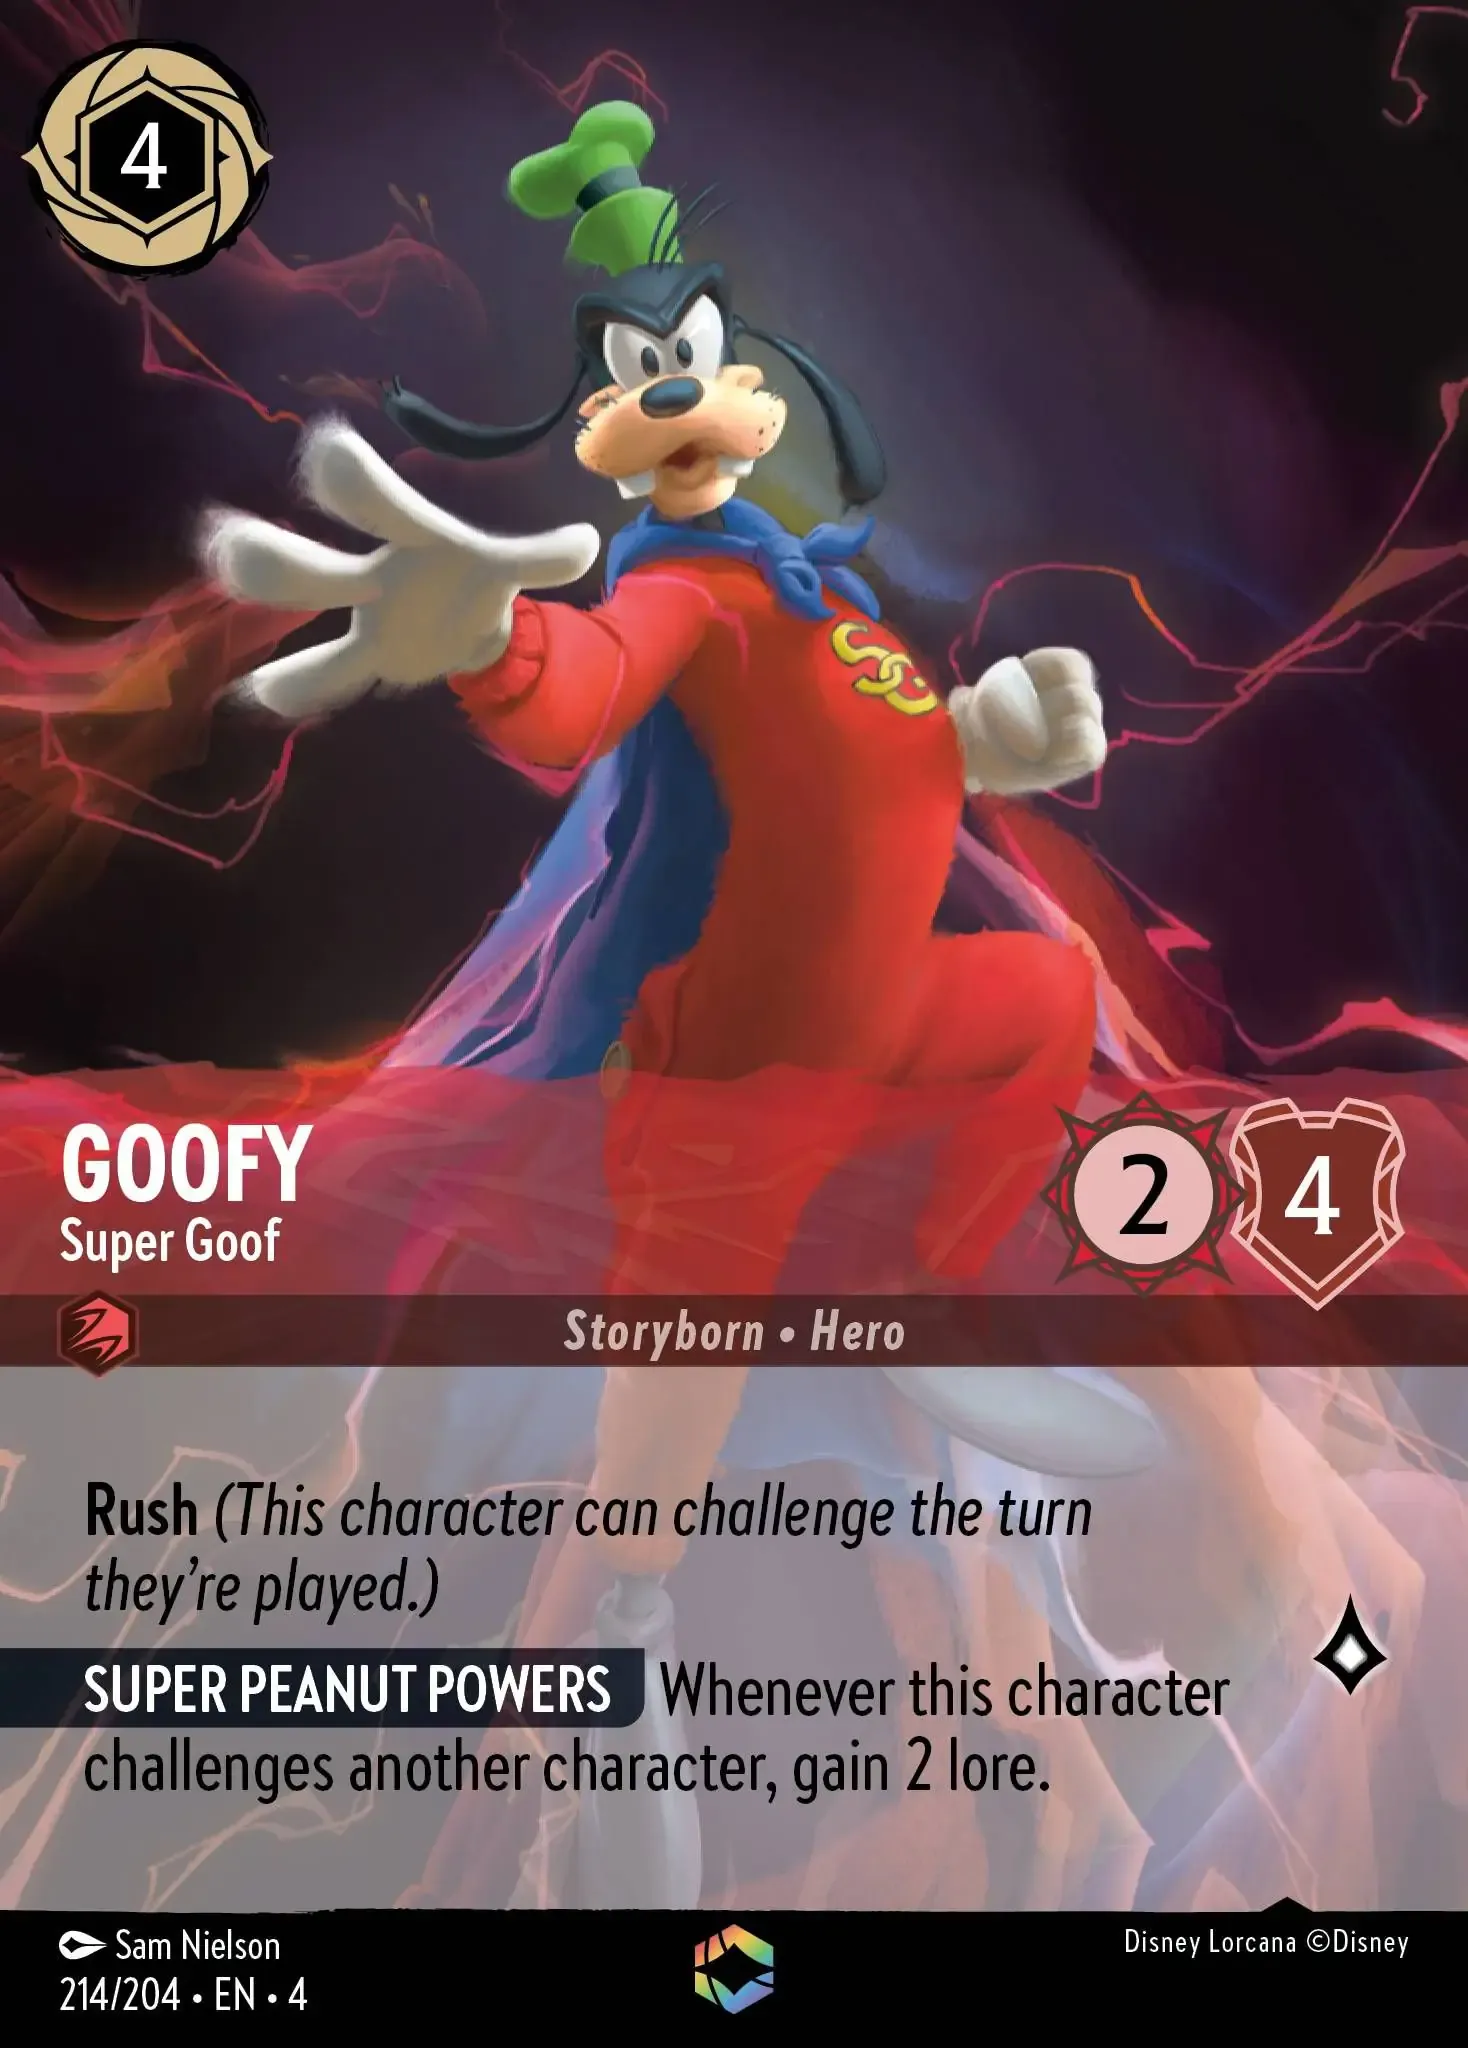 4
5
SG
GOOFY
Super Goof
2
4
Storyborn • Hero
Rush (This character can challenge the turn
they're played.)
SUPER PEANUT POWERS Whenever this character
challenges another character, gain 2 lore.
Sam Nielson
Disney Lorcana ©Disney
214/204 • EN • 4